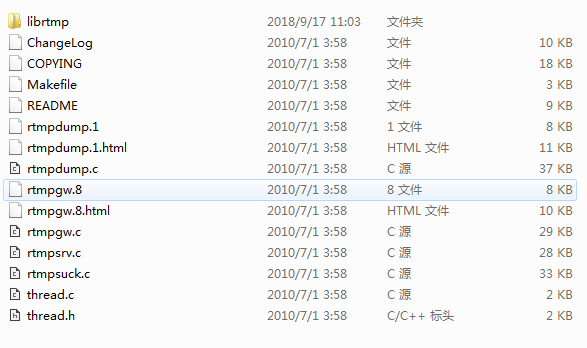 librtmp 2018/9/17 11:03 文件夹
ChangeLog 2010/7/1 3:58 文件 10 KB
COPYING 2010/7/1 3:58 文件 18 KB
Makefile 2010/7/1 3:58 文件 3 KB
README 2010/7/1 3:58 文件 9 KB
rtmpdump.1 2010/7/1 3:58 1 文件 8 KB
rtmpdump.1.html 2010/7/1 3:58 HTML 文件 11 KB
rtmpdump.c 2010/7/1 3:58 C 源 37 KB
rtmpgw.8 2010/7/1 3:58 8 文件 8 KB
rtmpgw.8.html 2010/7/1 3:58 HTML 文件 10 KB
rtmpgw.c 2010/7/1 3:58 C 源 29 KB
rtmpsrv.c 2010/7/1 3:58 C 源 28 KB
rtmpsuck.c 2010/7/1 3:58 C 源 33 KB
thread.c 2010/7/1 3:58 C 源 2 KB
thread.h 2010/7/1 3:58 C/C++ 标头 2 KB